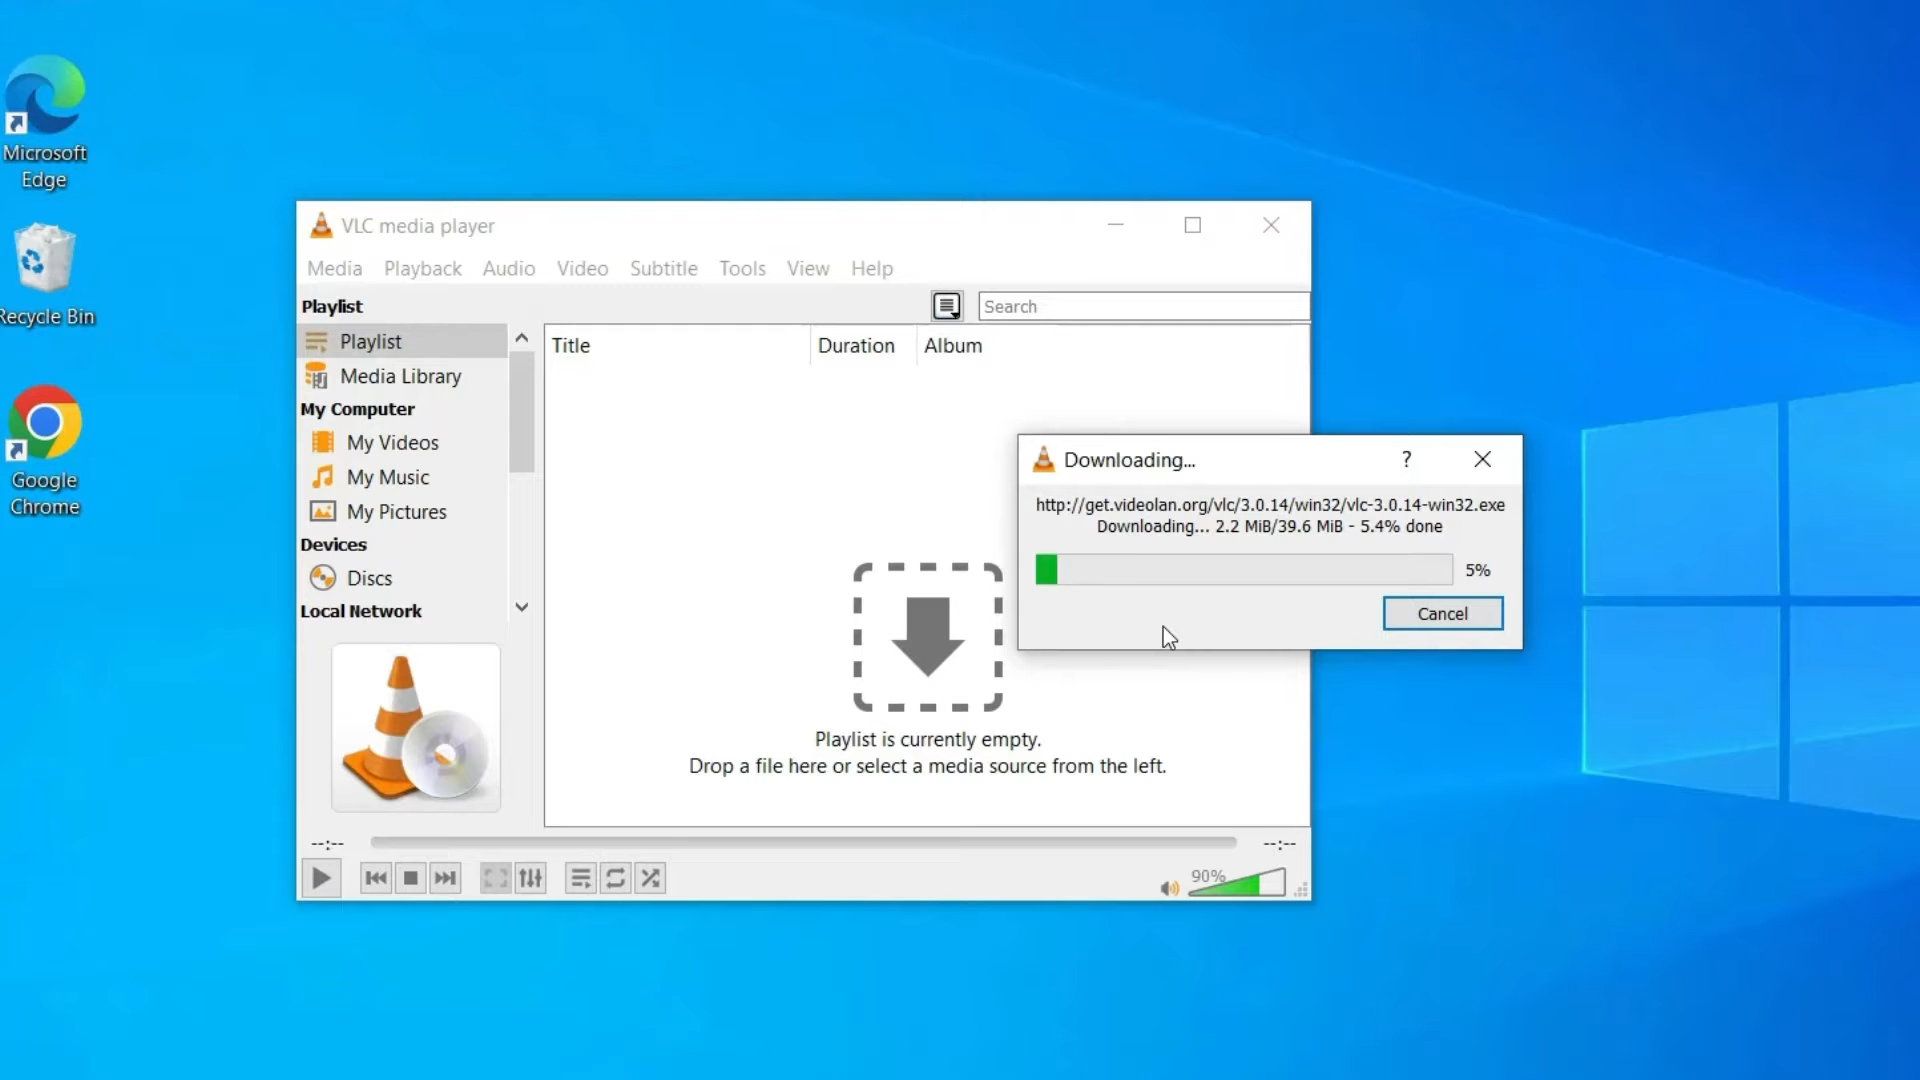 Microsoft
Edge
Recycle Bin
Google
Chrome
VLC media player
Media Playback Audio Video Subtitle Tools View Help
Playlist
Search
Playlist
Media Library
My Computer
My Videos
My Music
My Pictures
Devices
Discs
Local Network
Title Duration Album
Playlist is currently empty.
Drop a file here or select a media source from the left.
--:-- --:--
90%
Downloading... ?
http://get.videolan.org/vlc/3.0.14/win32/vlc-3.0.14-win32.exe
Downloading... 2.2 MiB/39.6 MiB - 5.4% done
5%
Cancel